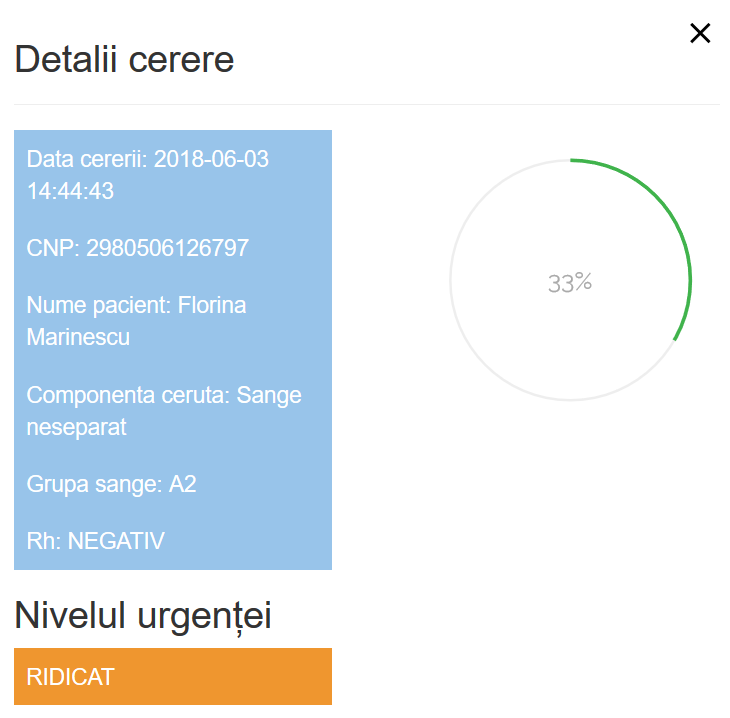 Detalii cerere
Data cererii: 2018-06-03
14:44:43
CNP: 2980506126797
Nume pacient: Florina
Marinescu
Componenta ceruta: Sange
neseparat
Grupa sange: A2
Rh: NEGATIV
33%
Nivelul urgenței
RIDICAT